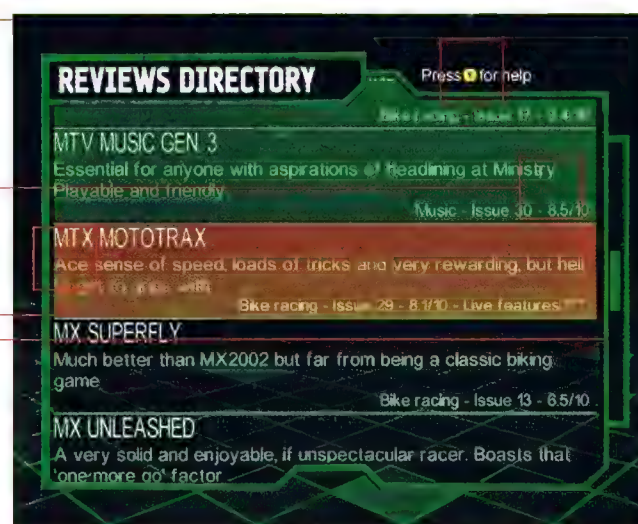 REVIEWS DIRECTORY
Press Y for help
Bike racing - Issue
MTV MUSIC GEN. 3
Essential for anyone with aspirations of headlining at Ministry.
Playable and friendly
Music - Issue 30 - 8.5/10
MTX MOTOTRAX
Ace sense of speed, loads of tricks and very rewarding, but hell
Bike racing - Issue 29 - 8.1/10 - Live features
MX SUPERFLY
Much better than MX2002 but far from being a classic biking
game
Bike racing - Issue 13 - 6.5/10
MX UNLEASHED
A very solid and enjoyable, if unspectacular racer. Boasts that
'one more go' factor